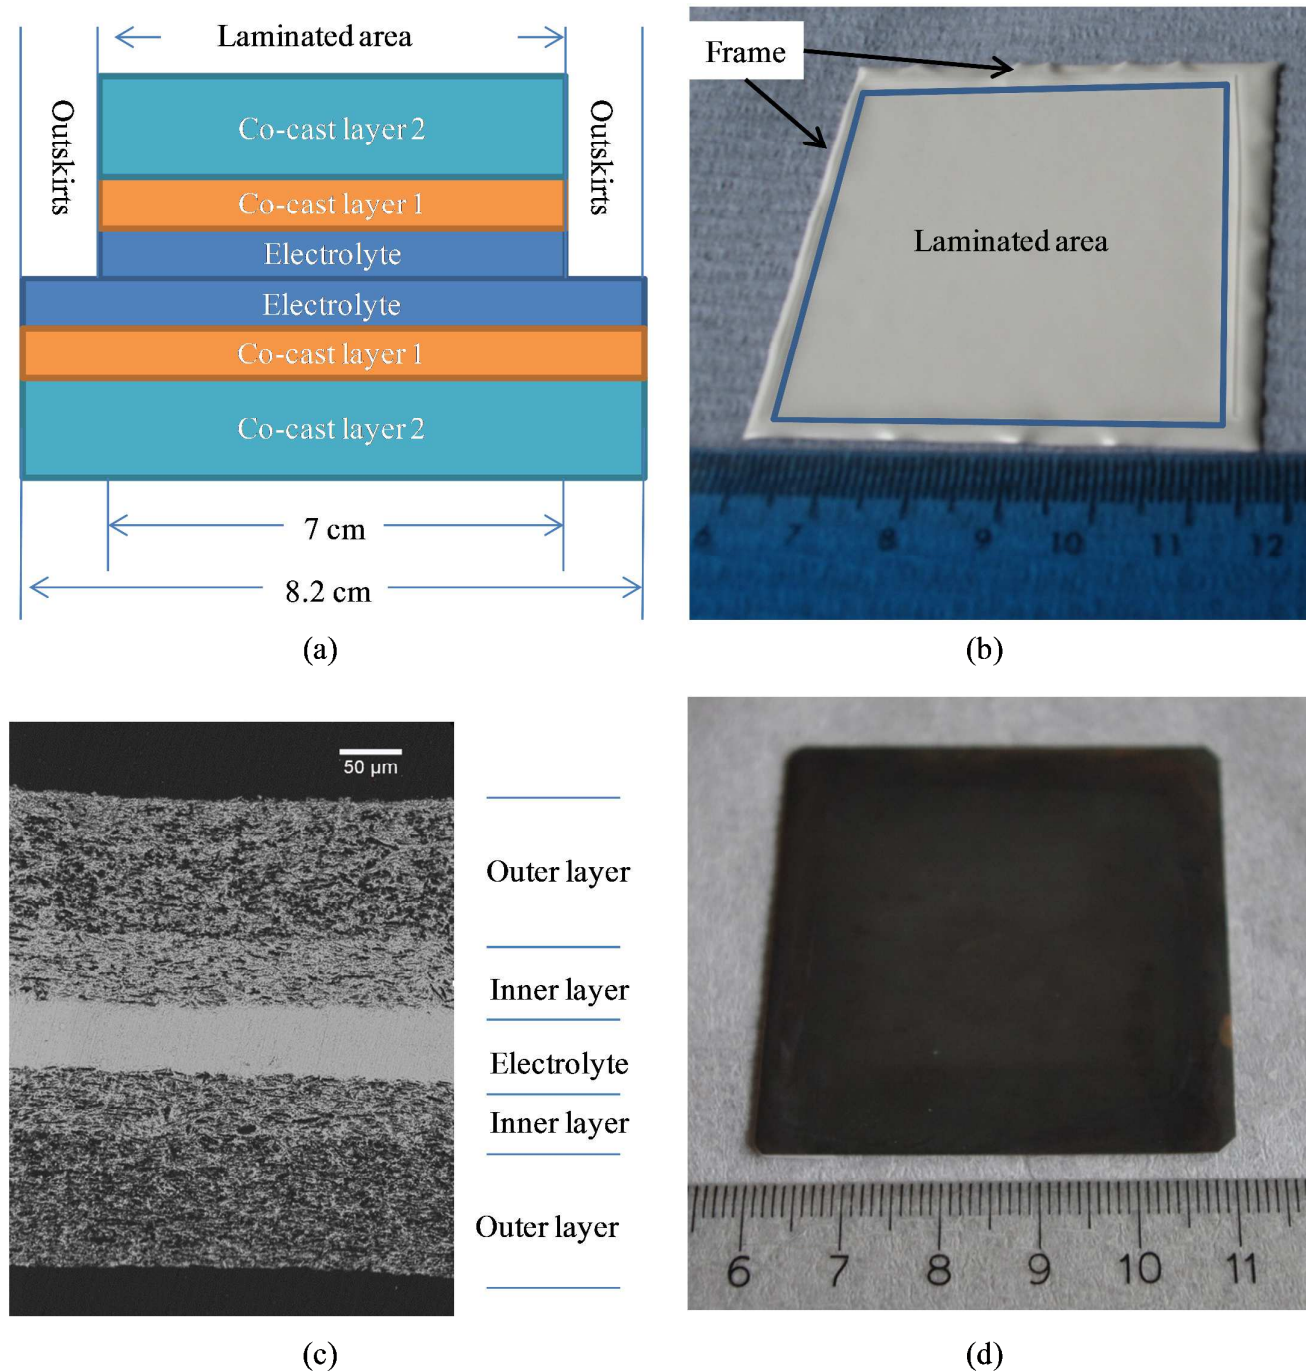 Laminated area
Outskirts
Outskirts
Co-cast layer 2
Co-cast layer 1
Electrolyte
Electrolyte
Co-cast layer 1
Co-cast layer 2
7 cm
8.2 cm
(a)
Frame
Laminated area
6 7 8 9 10 11 12
(b)
50 μm
Outer layer
Inner layer
Electrolyte
Inner layer
Outer layer
(c)
6 7 8 9 10 11
(d)